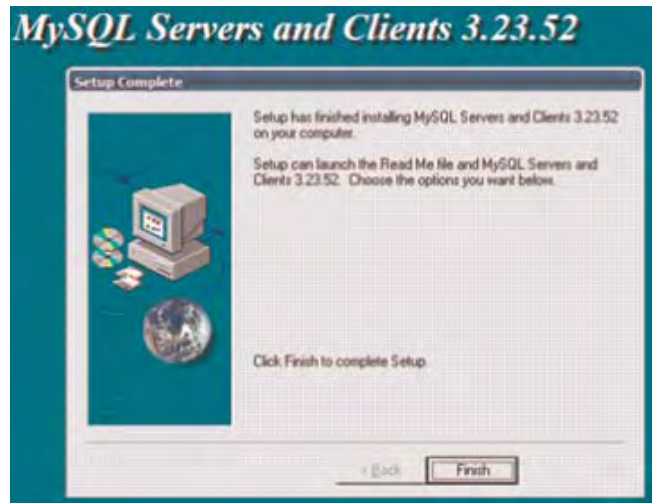 MySQL Servers and Clients 3.23.52
Setup Complete
Setup has finished installing MySQL Servers and Clients 3.23.52
on your computer.
Setup can launch the Read Me file and MySQL Servers and
Clients 3.23.52. Choose the options you want below.
Click Finish to complete Setup.
< Back
Finish